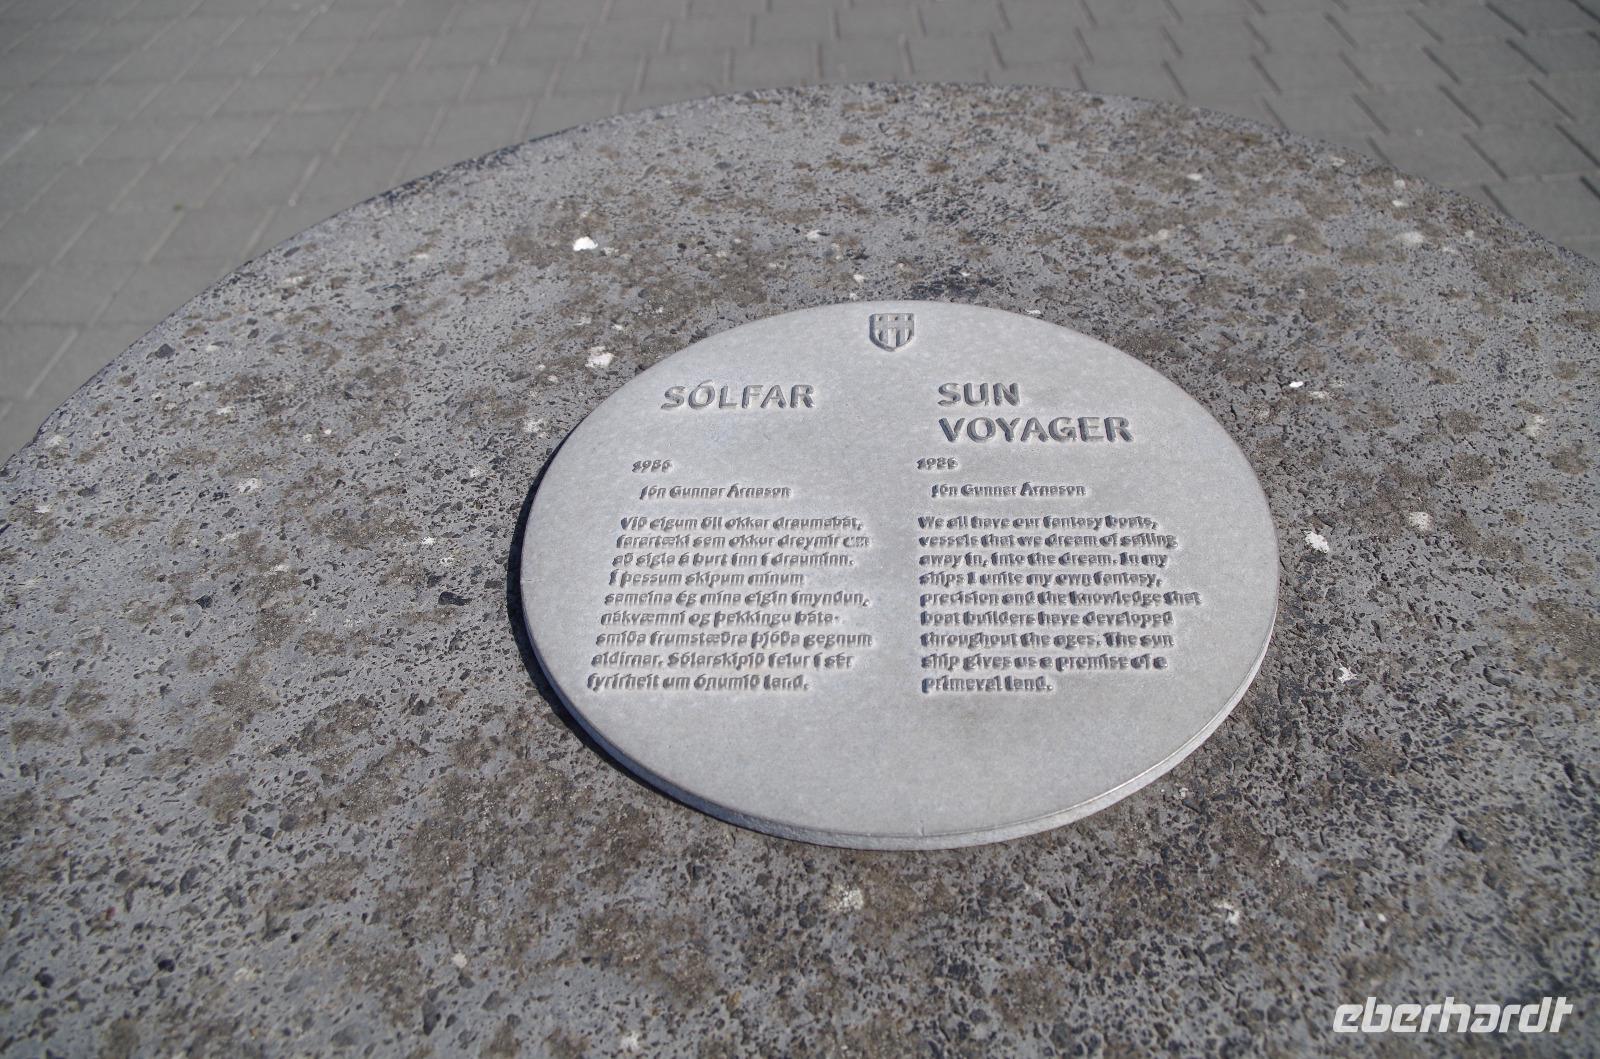 SÓLFAR
1986
Jón Gunnar Árnason
Við eigum öll okkar draumabát,
farartæki sem okkur dreymir um
að sigla á burt inn í drauminn.
Í þessum skipum mínum
sameina ég mína eigin ímyndun,
nákvæmni og þekkingu báta-
smiða frumstæðra þjóða gegnum
aldirnar. Sólarskipið felur í sér
fyrirheit um ónumið land.
SUN
VOYAGER
1986
Jón Gunnar Árnason
We all have our fantasy boats,
vessels that we dream of sailing
away in, into the dream. In my
ships I unite my own fantasy,
precision and the knowledge that
boat builders have developed
throughout the ages. The sun
ship gives us a promise of a
primeval land.
eberhardt